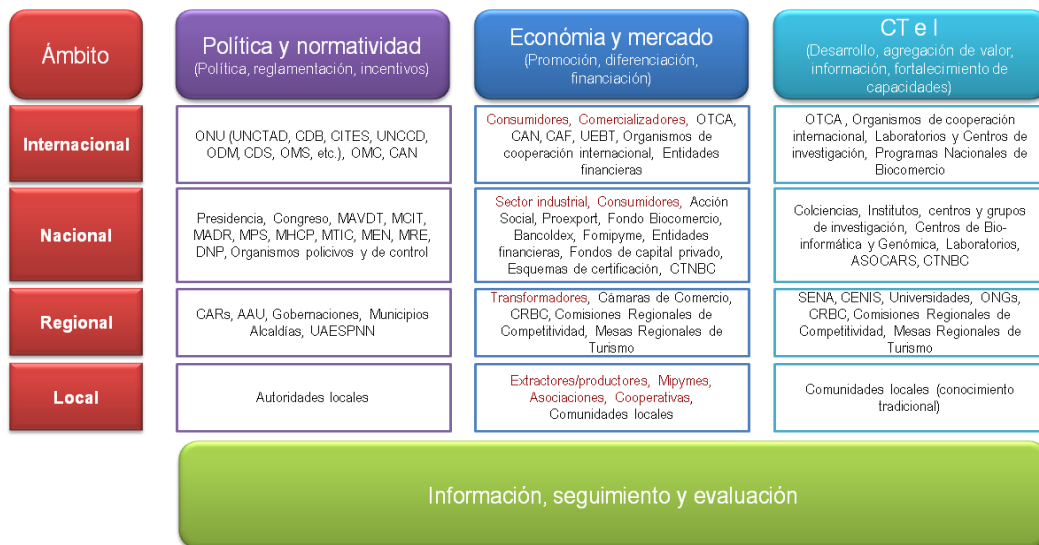 Ámbito
Política y normatividad
(Política, reglamentación, incentivos)
Económia y mercado
(Promoción, diferenciación,
financiación)
CT e I
(Desarrollo, agregación de valor,
información, fortalecimiento de
capacidades)
Internacional
ONU (UNCTAD, CDB, CITES, UNCCD,
ODM, CDS, OMS, etc.), OMC, CAN
Consumidores, Comercializadores, OTCA,
CAN, CAF, UEBT, Organismos de
cooperación internacional, Entidades
financieras
OTCA , Organismos de cooperación
internacional, Laboratorios y Centros de
investigación, Programas Nacionales de
Biocomercio
Nacional
Presidencia, Congreso, MAVDT, MCIT,
MADR, MPS, MHCP, MTIC, MEN, MRE,
DNP, Organismos policivos y de control
Sector industrial, Consumidores, Acción
Social, Proexport, Fondo Biocomercio,
Bancoldex, Fomipyme, Entidades
financieras, Fondos de capital privado,
Esquemas de certificación, CTNBC
Colciencias, Institutos, centros y grupos
de investigación, Centros de Bio-
informática y Genómica, Laboratorios,
ASOCARS, CTNBC
Regional
CARs, AAU, Gobernaciones, Municipios
Alcaldías, UAESPNN
Transformadores, Cámaras de Comercio,
CRBC, Comisiones Regionales de
Competitividad, Mesas Regionales de
Turismo
SENA, CENIS, Universidades, ONGs,
CRBC, Comisiones Regionales de
Competitividad, Mesas Regionales de
Turismo
Local
Autoridades locales
Extractores/productores, Mipymes,
Asociaciones, Cooperativas,
Comunidades locales
Comunidades locales (conocimiento
tradicional)
Información, seguimiento y evaluación